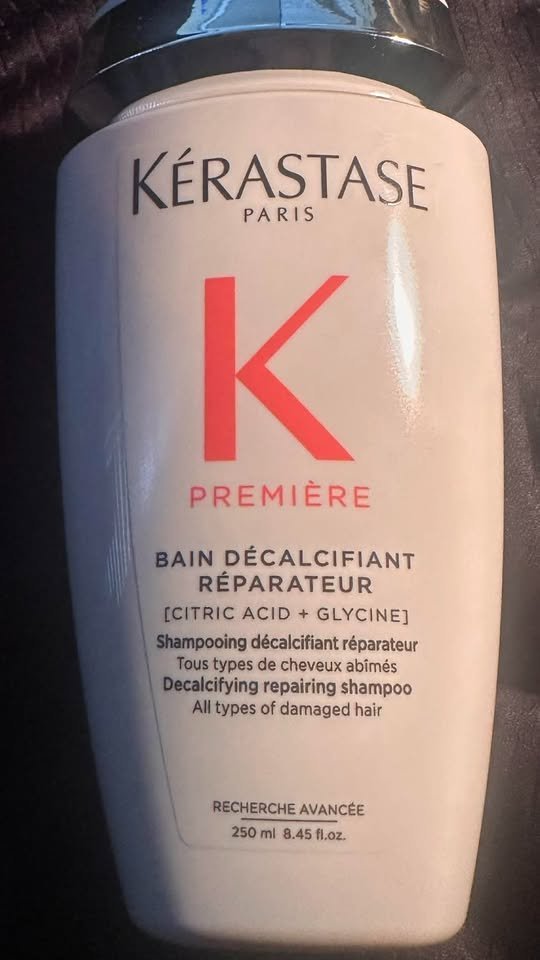 KÉRASTASE
PARIS
K
PREMIÈRE
BAIN DÉCALCIFIANT
RÉPARATEUR
[CITRIC ACID + GLYCINE]
Shampooing décalcifiant réparateur
Tous types de cheveux abîmés
Decalcifying repairing shampoo
All types of damaged hair
RECHERCHE AVANCÉE
250 ml 8.45 fl.oz.